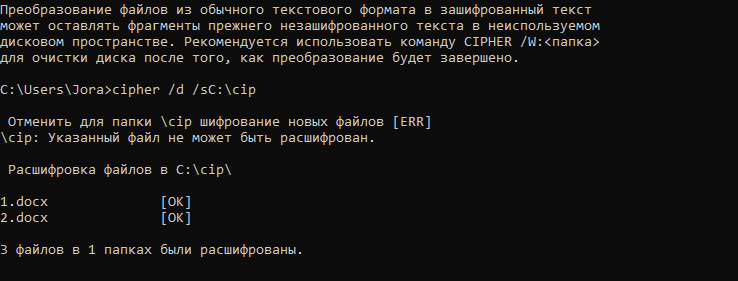 Преобразование файлов из обычного текстового формата в зашифрованный текст
может оставлять фрагменты прежнего незашифрованного текста в неиспользуемом
дисковом пространстве. Рекомендуется использовать команду CIPHER /W:<папка>
для очистки диска после того, как преобразование будет завершено.
C:\Users\Jora>cipher /d /sC:\cip
Отменить для папки \cip шифрование новых файлов [ERR]
\cip: Указанный файл не может быть расшифрован.
Расшифровка файлов в C:\cip\
1.docx [OK]
2.docx [OK]
3 файлов в 1 папках были расшифрованы.